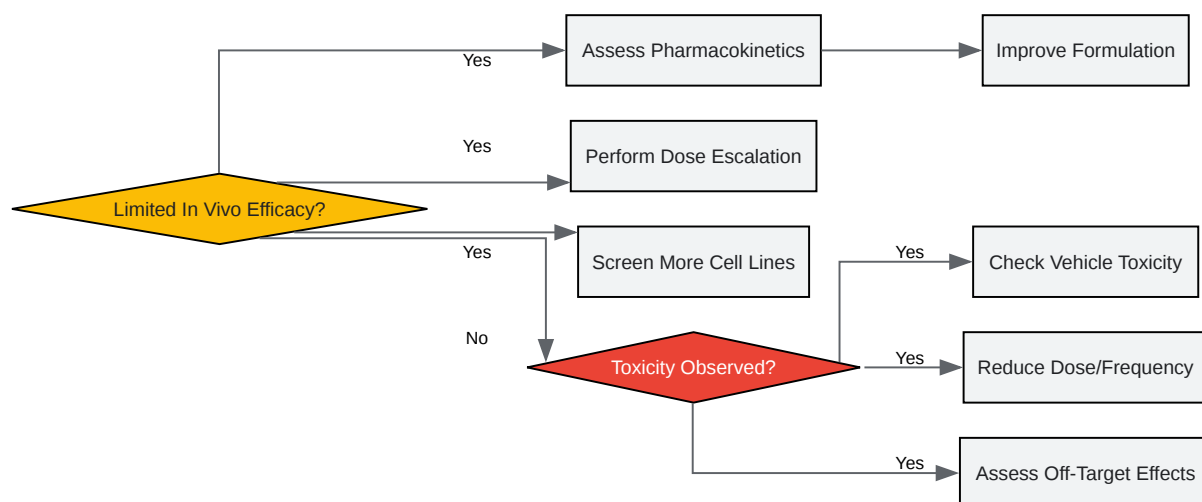 Yes
Assess Pharmacokinetics
Improve Formulation
Yes
Perform Dose Escalation
Limited In Vivo Efficacy?
Yes
Screen More Cell Lines
Yes
Check Vehicle Toxicity
No
Toxicity Observed?
Yes
Reduce Dose/Frequency
Yes
Assess Off-Target Effects